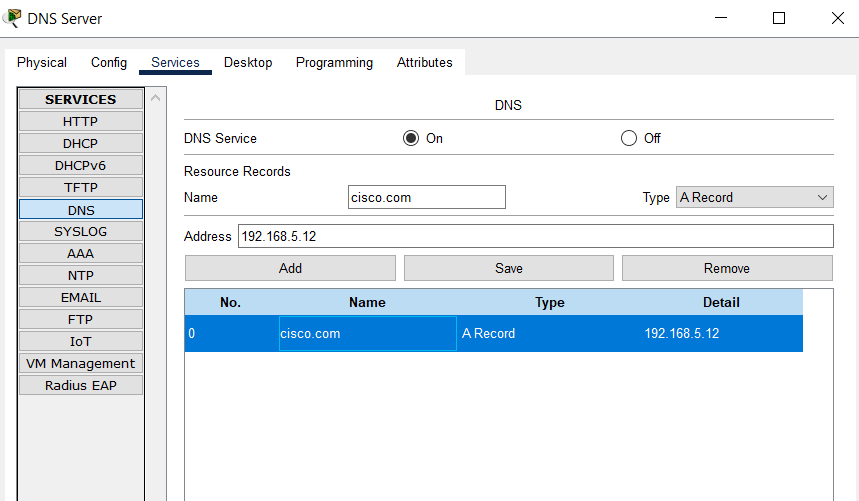 DNS Server
Physical Config Services Desktop Programming Attributes
SERVICES
HTTP
DHCP
DHCPv6
TFTP
DNS
SYSLOG
AAA
NTP
EMAIL
FTP
IoT
VM Management
Radius EAP
DNS
DNS Service On Off
Resource Records
Name cisco.com Type A Record
Address 192.168.5.12
Add Save Remove
No. Name Type Detail
0 cisco.com A Record 192.168.5.12